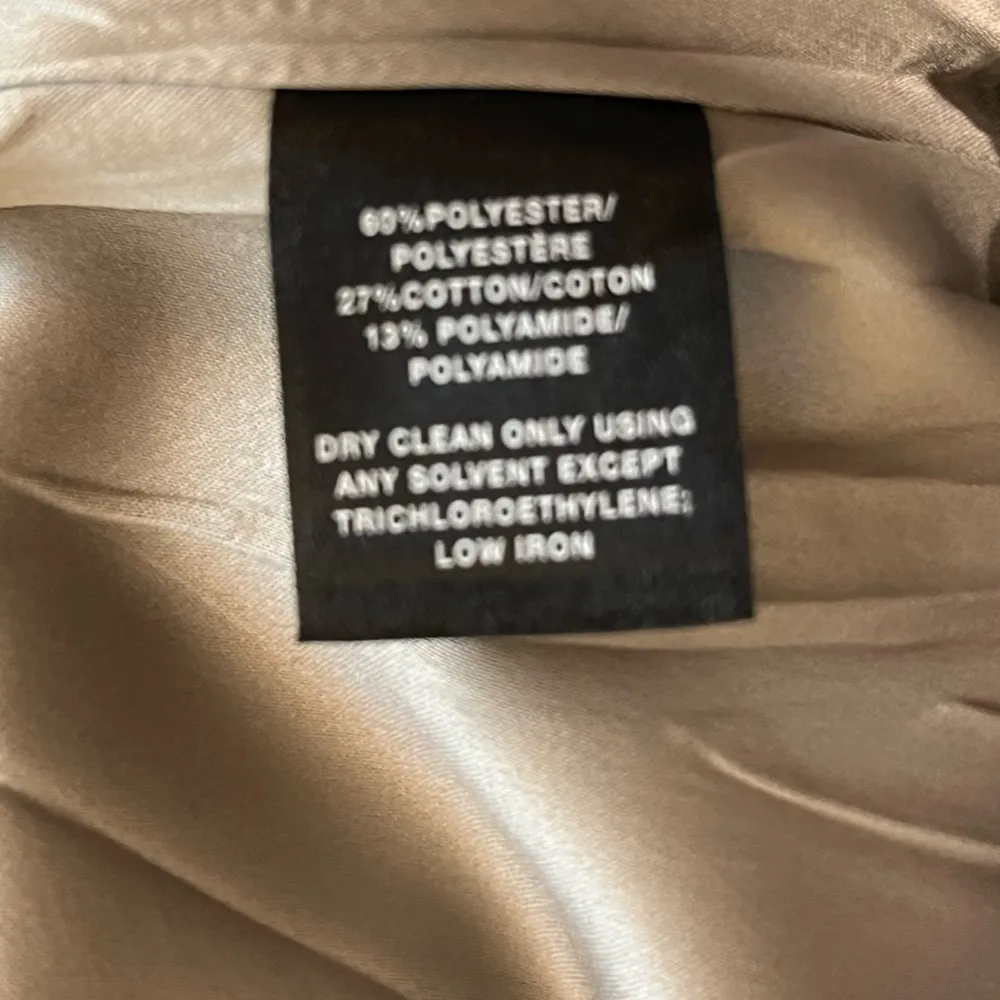 60%POLYESTER/
POLYESTÈRE
27%COTTON/COTON
13% POLYAMIDE/
POLYAMIDE
DRY CLEAN ONLY USING
ANY SOLVENT EXCEPT
TRICHLOROETHYLENE;
LOW IRON